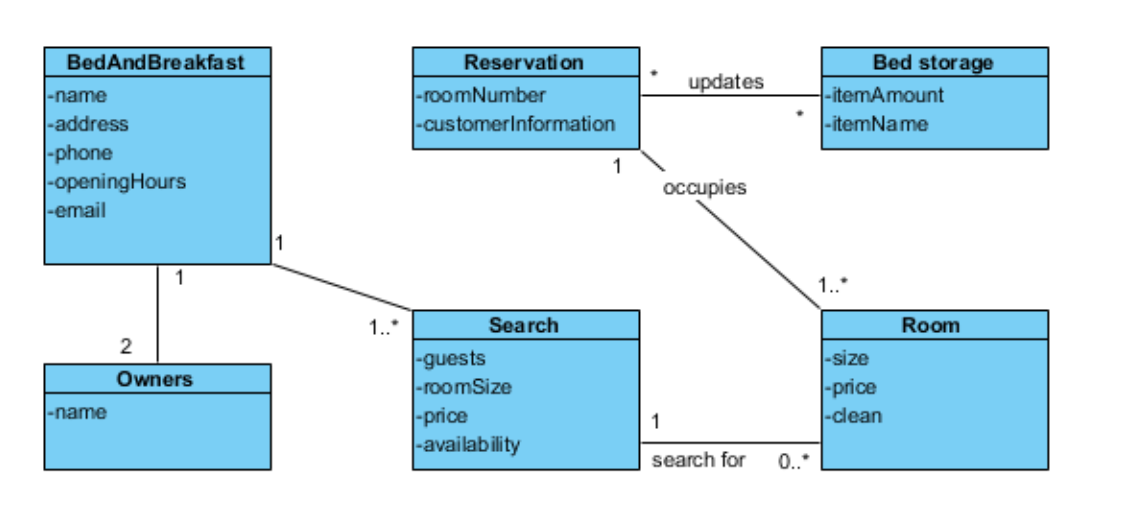 BedAndBreakfast
-name
-address
-phone
-openingHours
-email
1
1
2
Owners
-name
Reservation
-roomNumber
-customerInformation
*
updates
*
Bed storage
-itemAmount
-itemName
1
occupies
1..*
1..*
Search
-guests
-roomSize
-price
-availability
1
search for
0..*
Room
-size
-price
-clean